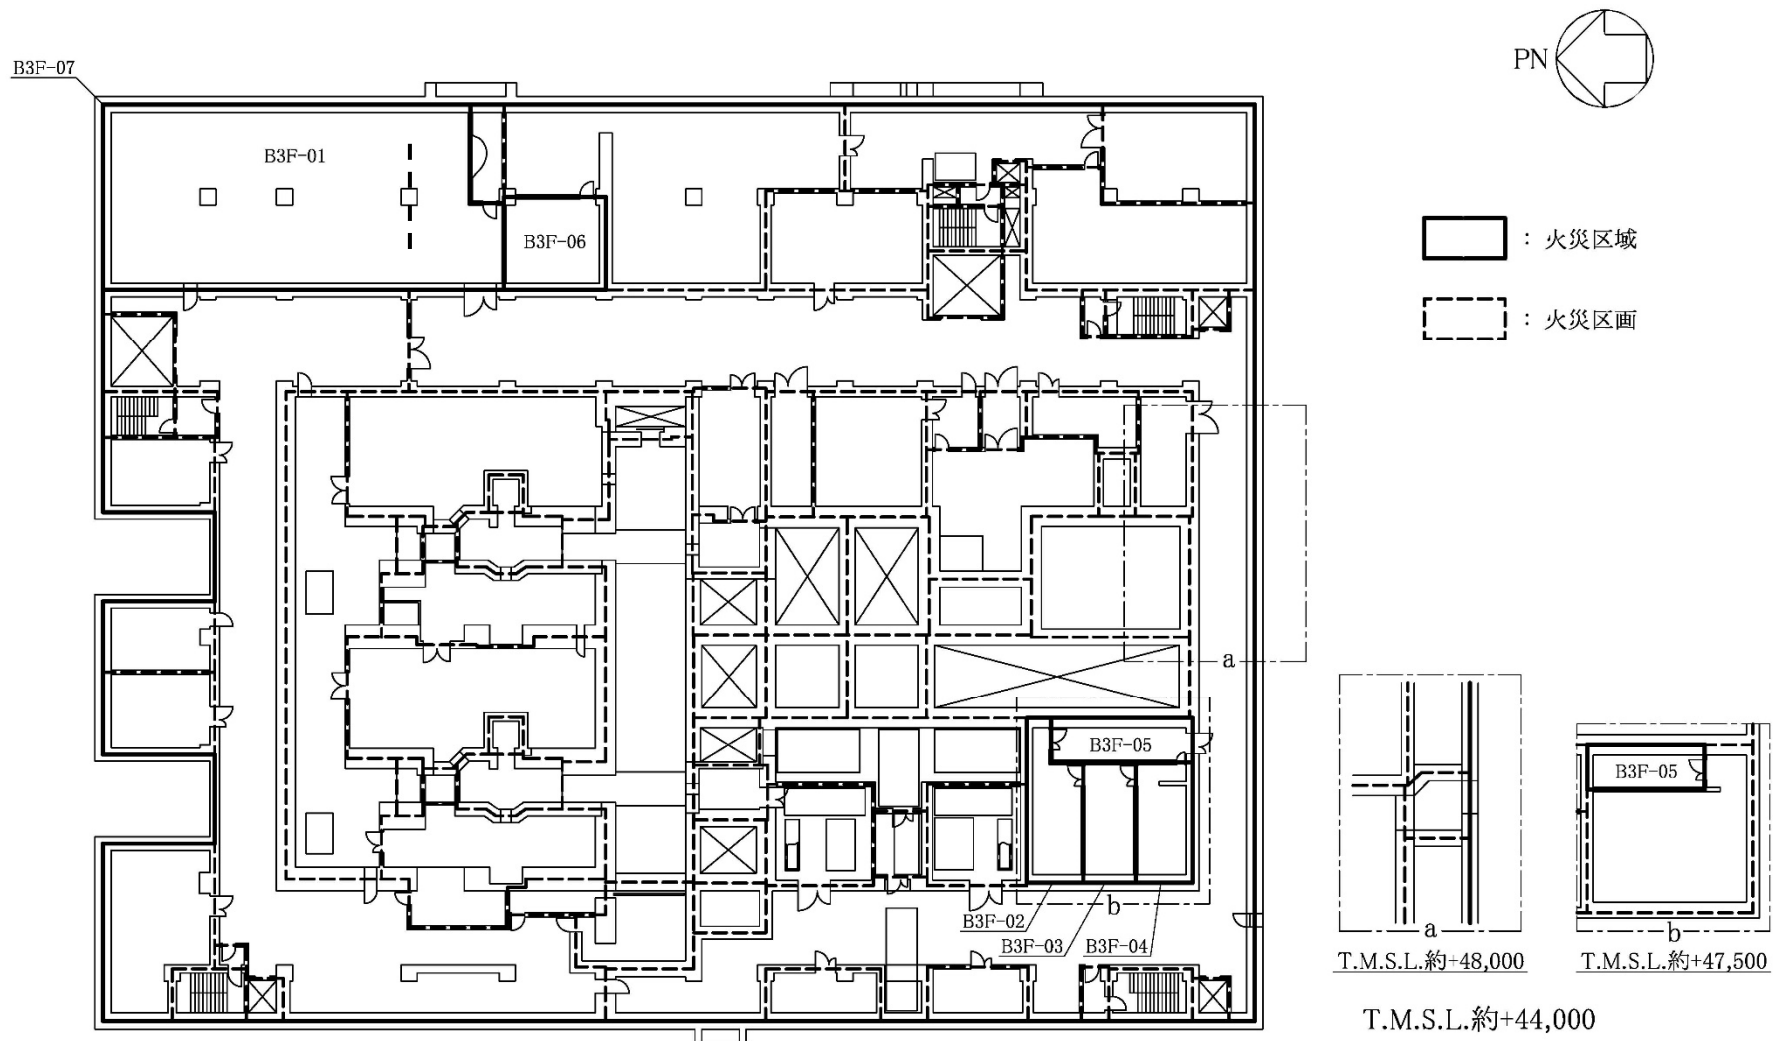 PN
B3F-07
B3F-01
B3F-06
：火災区域
：火災区画
a
B3F-05
B3F-02
B3F-03
B3F-04
b
a
T.M.S.L.約+48,000
B3F-05
b
T.M.S.L.約+47,500
T.M.S.L.約+44,000